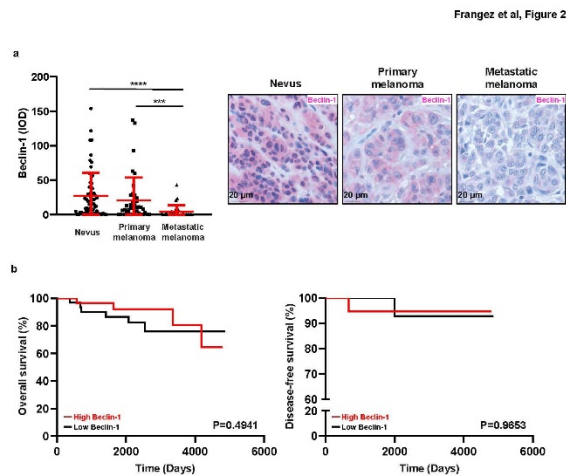 Frangez et al, Figure 2
a
Beclin-1 (IOD)
200
150
100
50
0
****
***
Nevus
Primary melanoma
Metastatic melanoma
Nevus
Primary melanoma
Metastatic melanoma
Beclin-1
Beclin-1
Beclin-1
20 µm
20 µm
20 µm
b
Overall survival (%)
100
80
60
40
20
0
High Beclin-1
Low Beclin-1
P=0.4941
0
2000
4000
6000
Time (Days)
Disease-free survival (%)
100
90
80
70
60
20
0
High Beclin-1
Low Beclin-1
P=0.9653
0
2000
4000
6000
Time (Days)